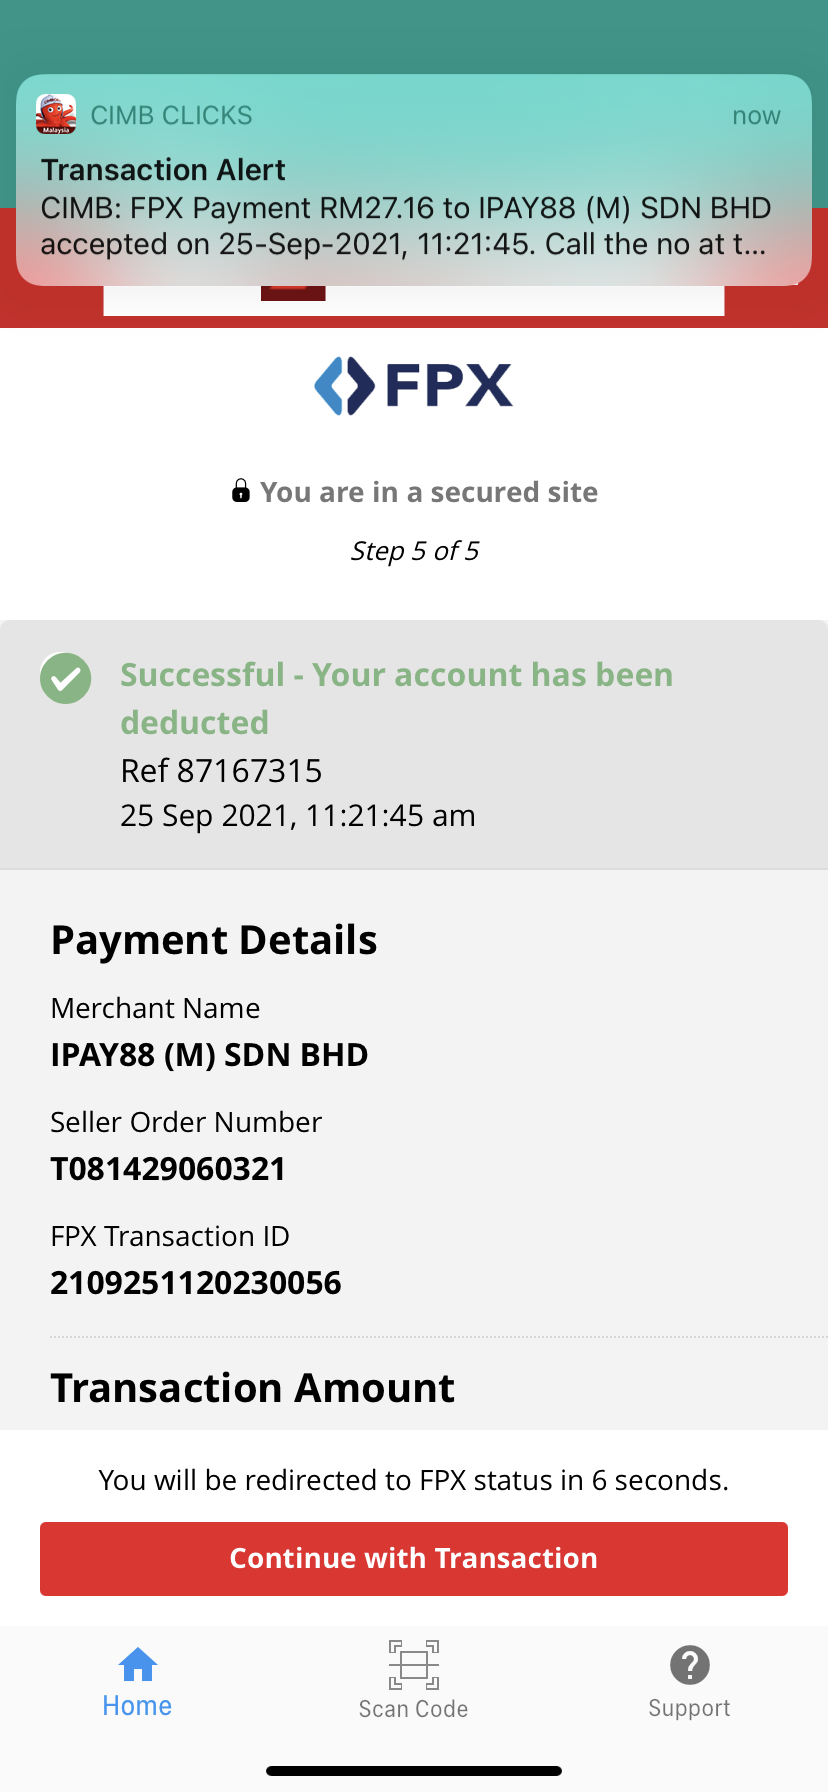 Malaysia
CIMB CLICKS
now
Transaction Alert
CIMB: FPX Payment RM27.16 to IPAY88 (M) SDN BHD
accepted on 25-Sep-2021, 11:21:45. Call the no at t...
FPX
You are in a secured site
Step 5 of 5
Successful - Your account has been
deducted
Ref 87167315
25 Sep 2021, 11:21:45 am
Payment Details
Merchant Name
IPAY88 (M) SDN BHD
Seller Order Number
T081429060321
FPX Transaction ID
2109251120230056
Transaction Amount
You will be redirected to FPX status in 6 seconds.
Continue with Transaction
Home
Scan Code
Support